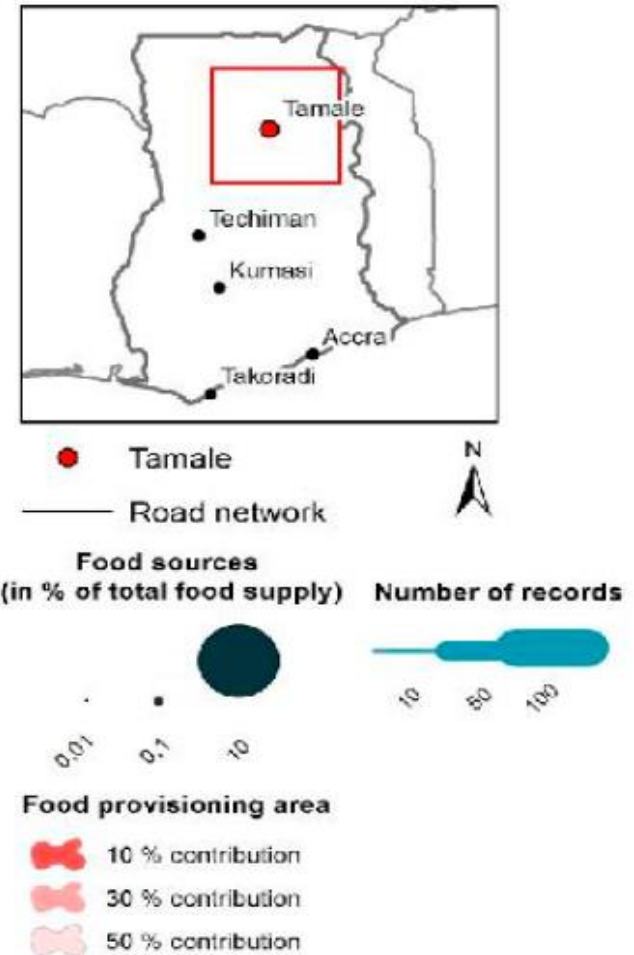 Tamale
Techiman
Kumasi
Accra
Takoradi
Tamale
N
Road network
Food sources
(in % of total food supply)
Number of records
0,01
0,1
10
10
50
100
Food provisioning area
10 % contribution
30 % contribution
50 % contribution